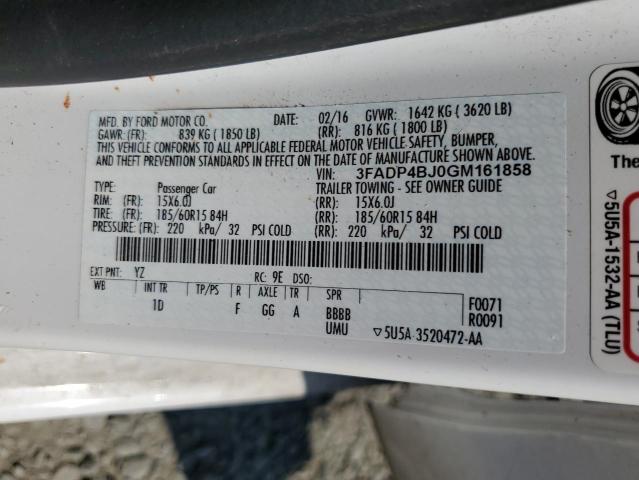 MFD. BY FORD MOTOR CO. DATE: 02/16 GVWR: 1642 KG ( 3620 LB)
GAWR: (FR): 839 KG ( 1850 LB) (RR): 816 KG ( 1800 LB)
THIS VEHICLE CONFORMS TO ALL APPLICABLE FEDERAL MOTOR VEHICLE SAFETY, BUMPER,
AND THEFT PREVENTION STANDARDS IN EFFECT ON THE DATE OF MANUFACTURE SHOWN ABOVE.
VIN: 3FADP4BJ0GM161858
TYPE: Passenger Car TRAILER TOWING - SEE OWNER GUIDE
RIM: (FR): 15X6.0J (RR): 15X6.0J
TIRE: (FR): 185/60R15 84H (RR): 185/60R15 84H
PRESSURE: (FR): 220 kPa/ 32 PSI COLD (RR): 220 kPa/ 32 PSI COLD
EXT PNT: YZ RC: 9E DSO:
WB INT TR TP/PS R AXLE TR SPR F0071
1D F GG A BBBB R0091
UMU ▽5U5A 3520472-AA
The
▽5U5A-1532-AA (TLU)